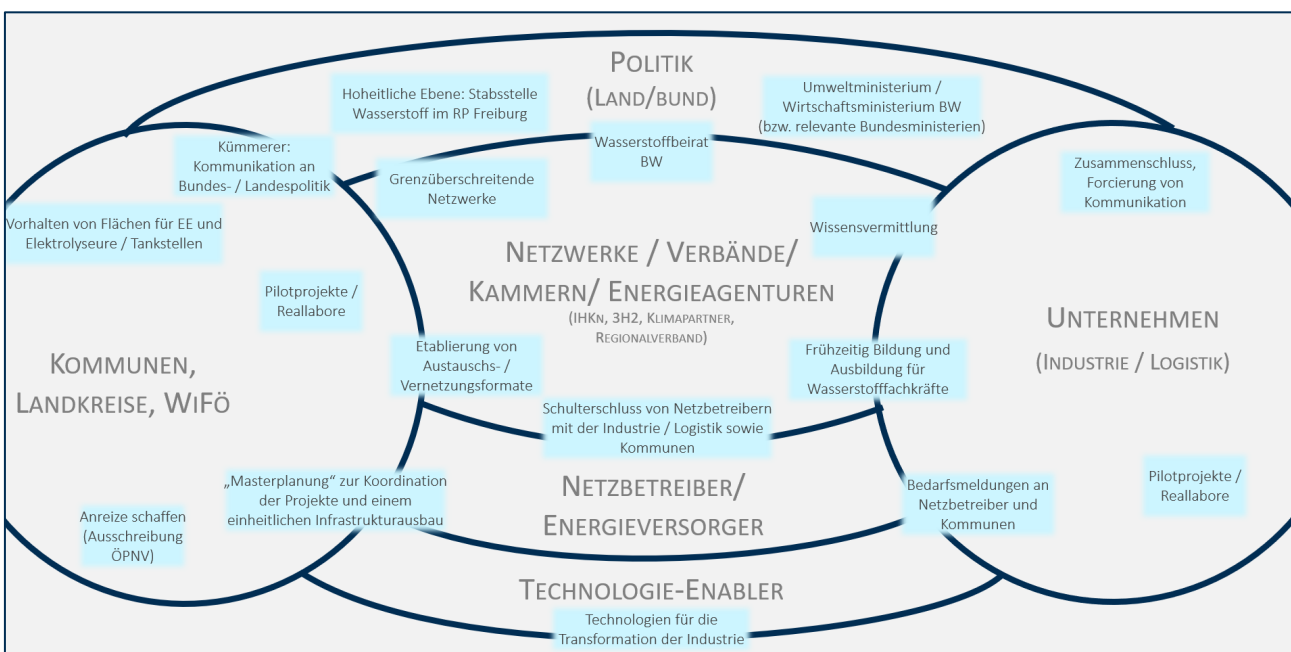 POLITIK
(LAND/BUND)
Hoheitliche Ebene: Stabsstelle
Wasserstoff im RP Freiburg
Umweltministerium /
Wirtschaftsministerium BW
(bzw. relevante Bundesministerien)
Kümmerer:
Kommunikation an
Bundes- / Landespolitik
Wasserstoffbeirat
BW
Grenzüberschreitende
Netzwerke
Zusammenschluss,
Forcierung von
Kommunikation
Vorhalten von Flächen für EE und
Elektrolyseure / Tankstellen
Wissensvermittlung
NETZWERKE / VERBÄNDE/
KAMMERN/ ENERGIEAGENTUREN
(IHKN, 3H2, KLIMAPARTNER,
REGIONALVERBAND)
Pilotprojekte /
Reallabore
UNTERNEHMEN
(INDUSTRIE / LOGISTIK)
KOMMUNEN,
LANDKREISE, WIFÖ
Etablierung von
Austauschs- /
Vernetzungsformate
Frühzeitig Bildung und
Ausbildung für
Wasserstofffachkräfte
Schulterschluss von Netzbetreibern
mit der Industrie / Logistik sowie
Kommunen
„Masterplanung“ zur Koordination
der Projekte und einem
einheitlichen Infrastrukturausbau
NETZBETREIBER/
ENERGIEVERSORGER
Bedarfsmeldungen an
Netzbetreiber und
Kommunen
Pilotprojekte /
Reallabore
Anreize schaffen
(Ausschreibung
ÖPNV)
TECHNOLOGIE-ENABLER
Technologien für die
Transformation der Industrie